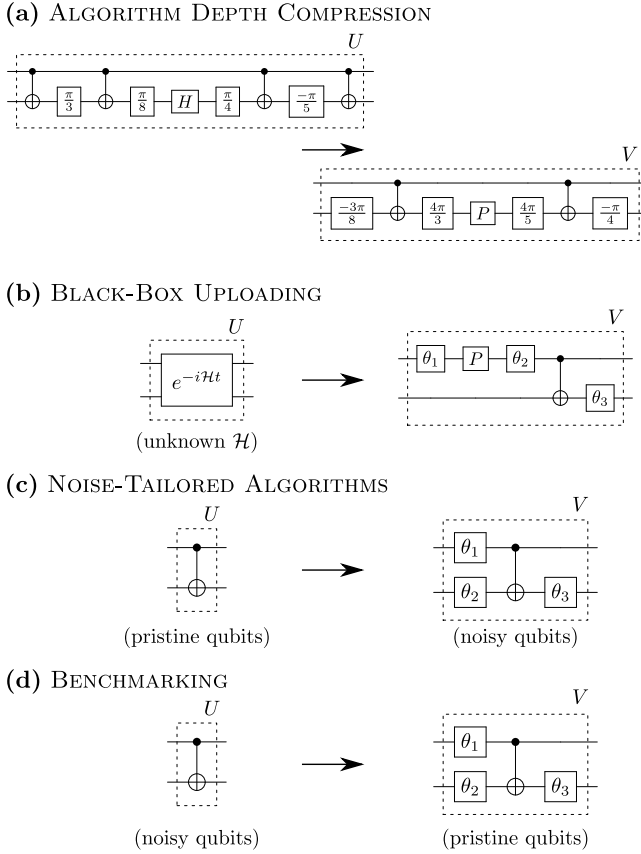 (a) ALGORITHM DEPTH COMPRESSION
U
π/3 π/8 H π/4 -π/5
V
-3π/8 4π/3 P 4π/5 -π/4
(b) BLACK-BOX UPLOADING
U V
e^{-iℋt} θ₁ P θ₂
θ₃
(unknown ℋ)
(c) NOISE-TAILORED ALGORITHMS
U V
θ₁
θ₂ θ₃
(pristine qubits) (noisy qubits)
(d) BENCHMARKING
U V
θ₁
θ₂ θ₃
(noisy qubits) (pristine qubits)